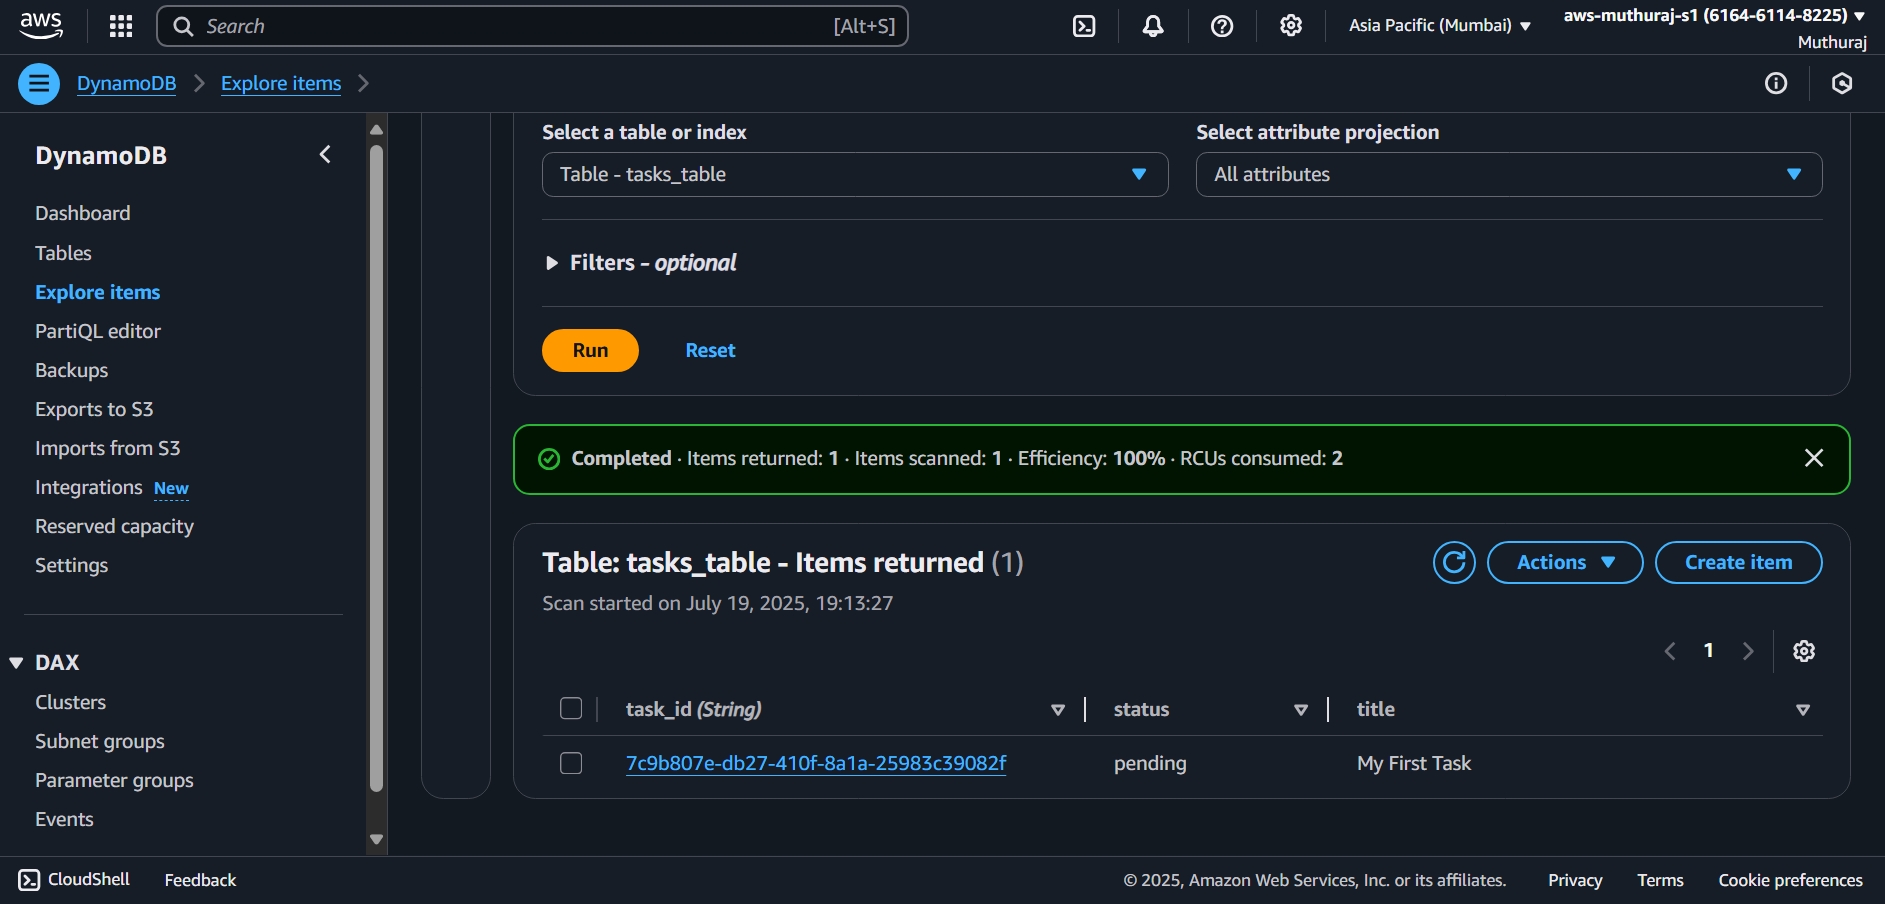 aws
Search [Alt+S]
Asia Pacific (Mumbai)
aws-muthuraj-s1 (6164-6114-8225)
Muthuraj
DynamoDB
Explore items
DynamoDB
Dashboard
Tables
Explore items
PartiQL editor
Backups
Exports to S3
Imports from S3
Integrations New
Reserved capacity
Settings
DAX
Clusters
Subnet groups
Parameter groups
Events
Select a table or index
Table - tasks_table
Select attribute projection
All attributes
Filters - optional
Run
Reset
Completed · Items returned: 1 · Items scanned: 1 · Efficiency: 100% · RCUs consumed: 2
Table: tasks_table - Items returned (1)
Scan started on July 19, 2025, 19:13:27
Actions
Create item
1
task_id (String) status title
7c9b807e-db27-410f-8a1a-25983c39082f pending My First Task
CloudShell
Feedback
© 2025, Amazon Web Services, Inc. or its affiliates.
Privacy
Terms
Cookie preferences